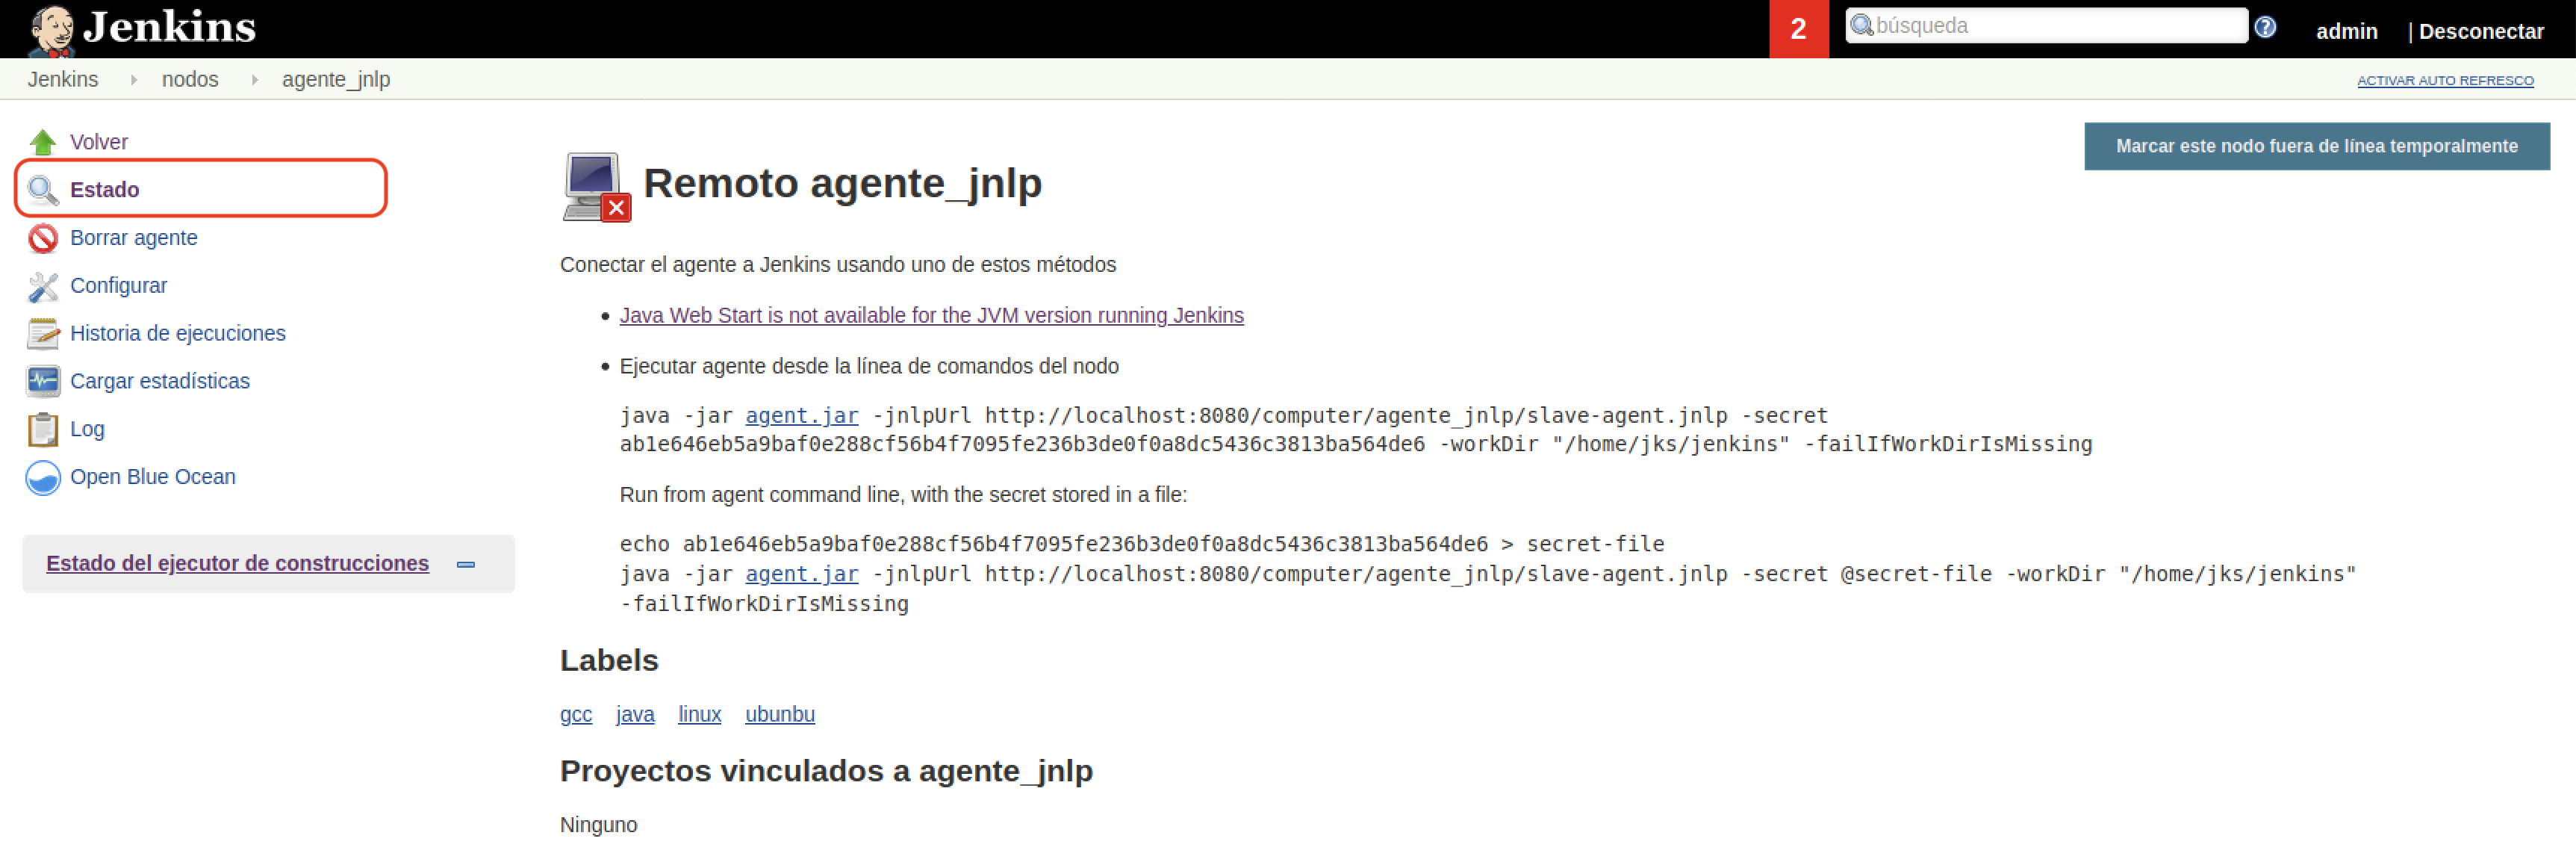 Jenkins
2
búsqueda
admin
| Desconectar
Jenkins
nodos
agente_jnlp
ACTIVAR AUTO REFRESCO
Volver
Estado
Borrar agente
Configurar
Historia de ejecuciones
Cargar estadísticas
Log
Open Blue Ocean
Estado del ejecutor de construcciones
Marcar este nodo fuera de línea temporalmente
Remoto agente_jnlp
Conectar el agente a Jenkins usando uno de estos métodos
Java Web Start is not available for the JVM version running Jenkins
Ejecutar agente desde la línea de comandos del nodo
java -jar agent.jar -jnlpUrl http://localhost:8080/computer/agente_jnlp/slave-agent.jnlp -secret
ab1e646eb5a9baf0e288cf56b4f7095fe236b3de0f0a8dc5436c3813ba564de6 -workDir "/home/jks/jenkins" -failIfWorkDirIsMissing
Run from agent command line, with the secret stored in a file:
echo ab1e646eb5a9baf0e288cf56b4f7095fe236b3de0f0a8dc5436c3813ba564de6 > secret-file
java -jar agent.jar -jnlpUrl http://localhost:8080/computer/agente_jnlp/slave-agent.jnlp -secret @secret-file -workDir "/home/jks/jenkins"
-failIfWorkDirIsMissing
Labels
gcc java linux ubunbu
Proyectos vinculados a agente_jnlp
Ninguno